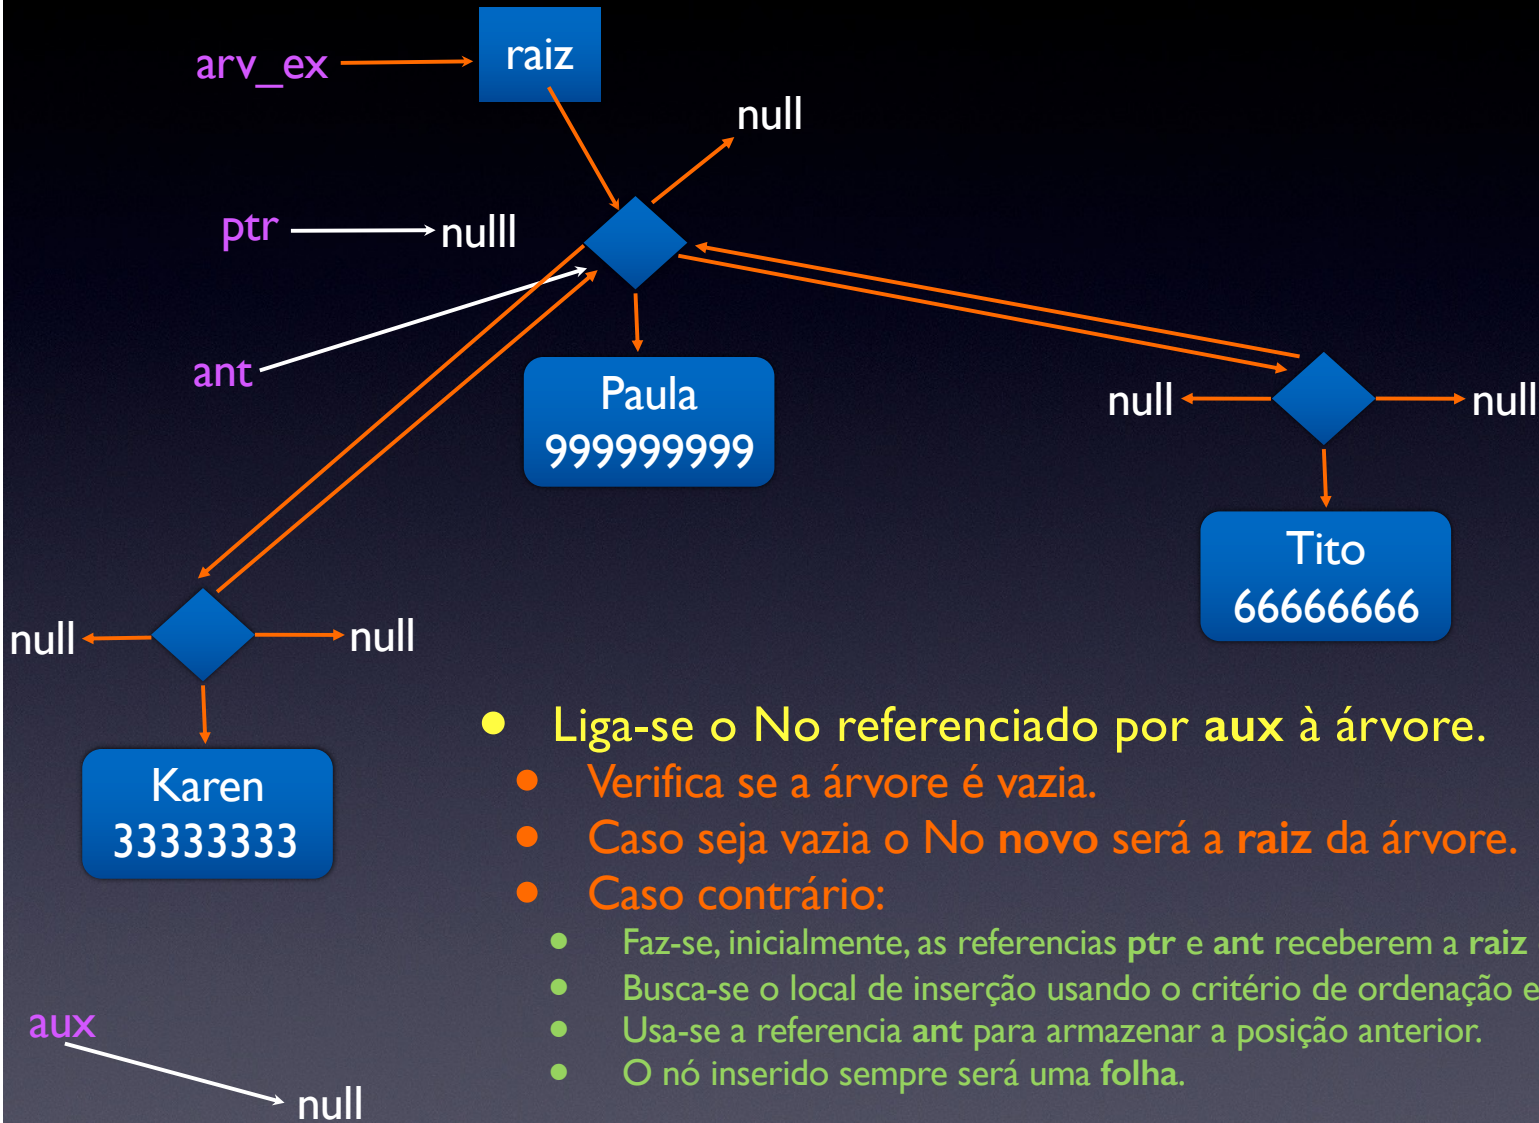 arv_ex
raiz
null
ptr
nulll
ant
Paula
999999999
null
null
Tito
66666666
null
null
Karen
33333333
• Liga-se o No referenciado por aux à árvore.
• Verifica se a árvore é vazia.
• Caso seja vazia o No novo será a raiz da árvore.
• Caso contrário:
• Faz-se, inicialmente, as referencias ptr e ant receberem a raiz
• Busca-se o local de inserção usando o critério de ordenação e
• Usa-se a referencia ant para armazenar a posição anterior.
• O nó inserido sempre será uma folha.
aux
null